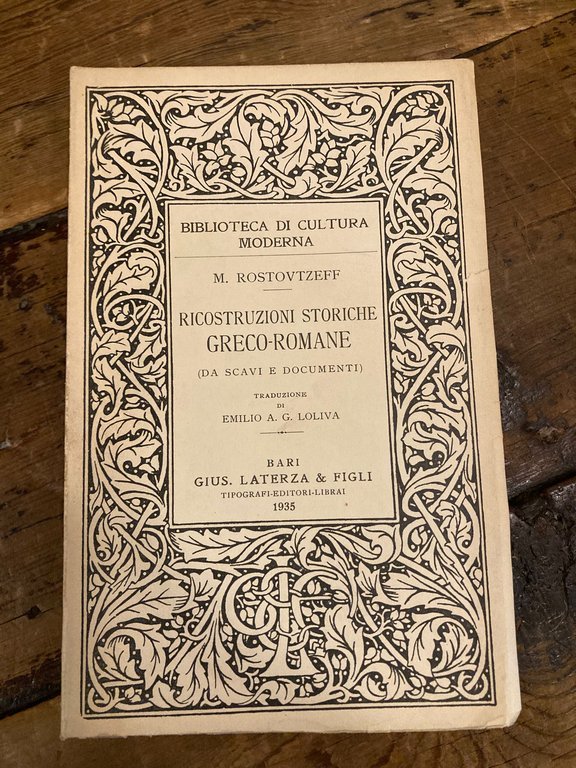 BIBLIOTECA DI CULTURA
MODERNA
M. ROSTOVTZEFF
RICOSTRUZIONI STORICHE
GRECO-ROMANE
(DA SCAVI E DOCUMENTI)
TRADUZIONE
DI
EMILIO A. G. LOLIVA
BARI
GIUS. LATERZA & FIGLI
TIPOGRAFI-EDITORI-LIBRAI
1935